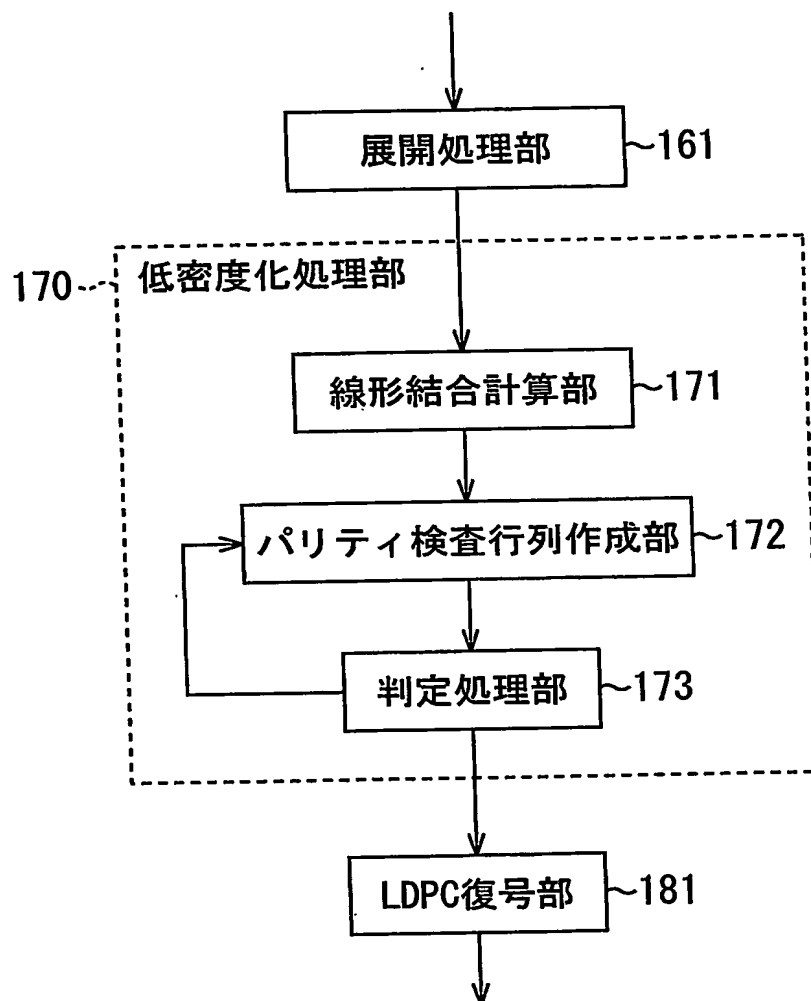 展開処理部 ~161
170 低密度化処理部
線形結合計算部 ~171
パリティ検査行列作成部 ~172
判定処理部 ~173
LDPC復号部 ~181